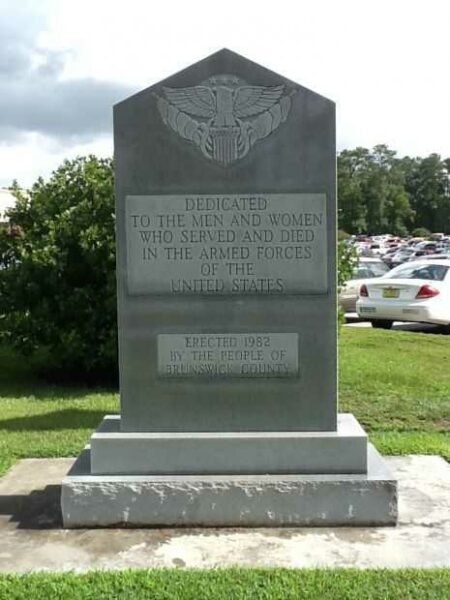 DEDICATED
TO THE MEN AND WOMEN
WHO SERVED AND DIED
IN THE ARMED FORCES
OF THE
UNITED STATES
ERECTED 1982
BY THE PEOPLE OF
BRUNSWICK COUNTY